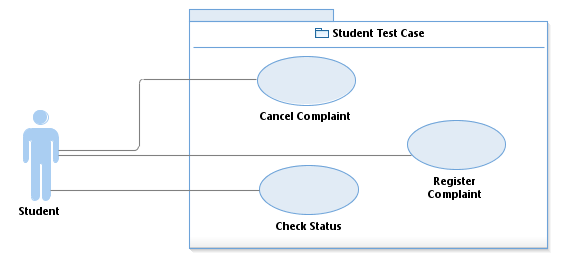 Student Test Case
Cancel Complaint
Register
Complaint
Student
Check Status